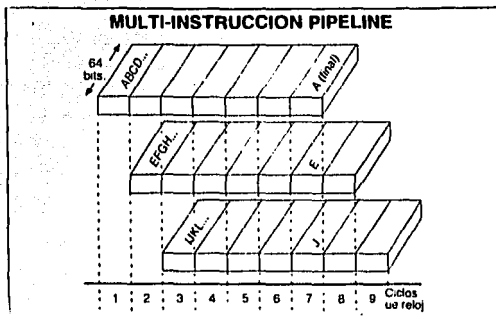 MULTI-INSTRUCCION PIPELINE
64
bits.
ABCD...
A (final)
EFGH...
E
IJKL...
J
1 2 3 4 5 6 7 8 9 Ciclos
ue reloj